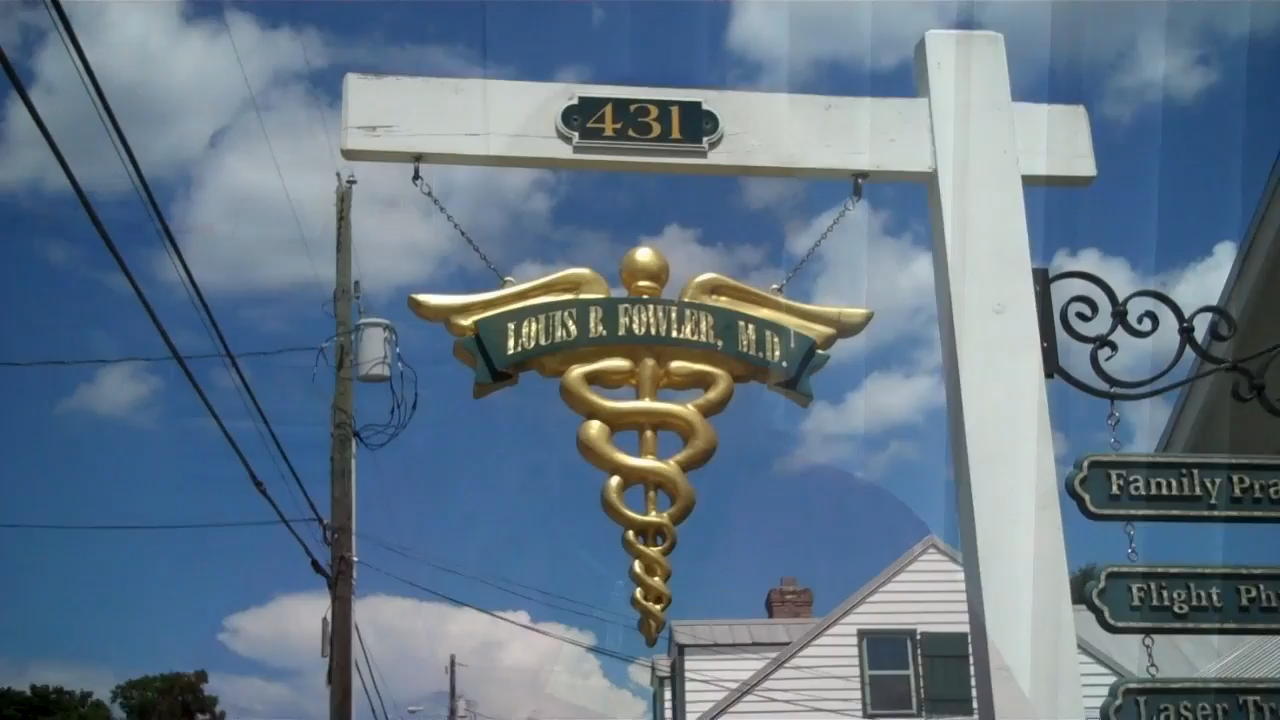 431
LOUIS B. FOWLER, M.D.
Family Pra
Flight Ph
Laser Tr